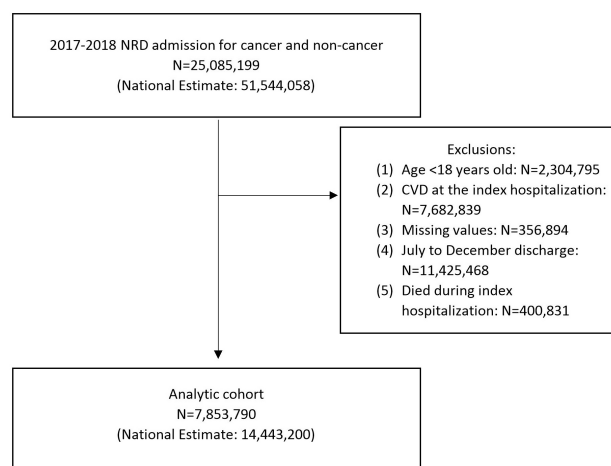 2017-2018 NRD admission for cancer and non-cancer
N=25,085,199
(National Estimate: 51,544,058)
Exclusions:
(1) Age <18 years old: N=2,304,795
(2) CVD at the index hospitalization:
N=7,682,839
(3) Missing values: N=356,894
(4) July to December discharge:
N=11,425,468
(5) Died during index
hospitalization: N=400,831
Analytic cohort
N=7,853,790
(National Estimate: 14,443,200)